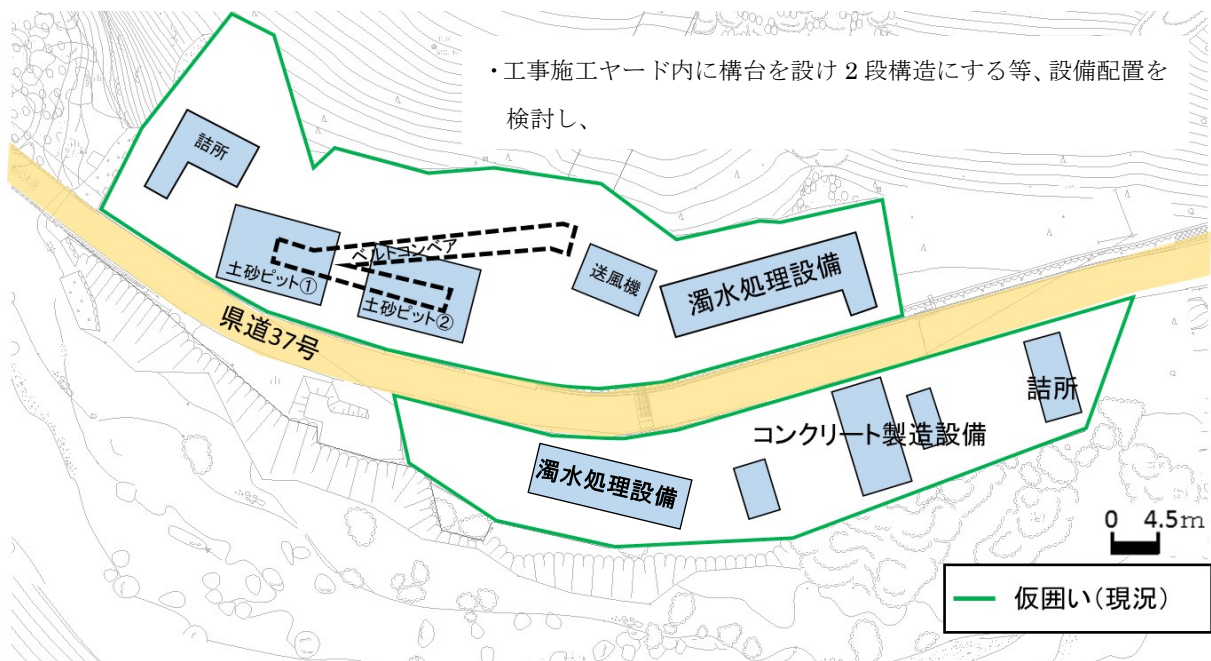 ・工事施工ヤード内に構台を設け 2 段構造にする等、設備配置を
検討し、
詰所
ベルトコンベア
土砂ピット①
土砂ピット②
送風機
濁水処理設備
県道37号
詰所
コンクリート製造設備
濁水処理設備
0 4.5m
仮囲い(現況)